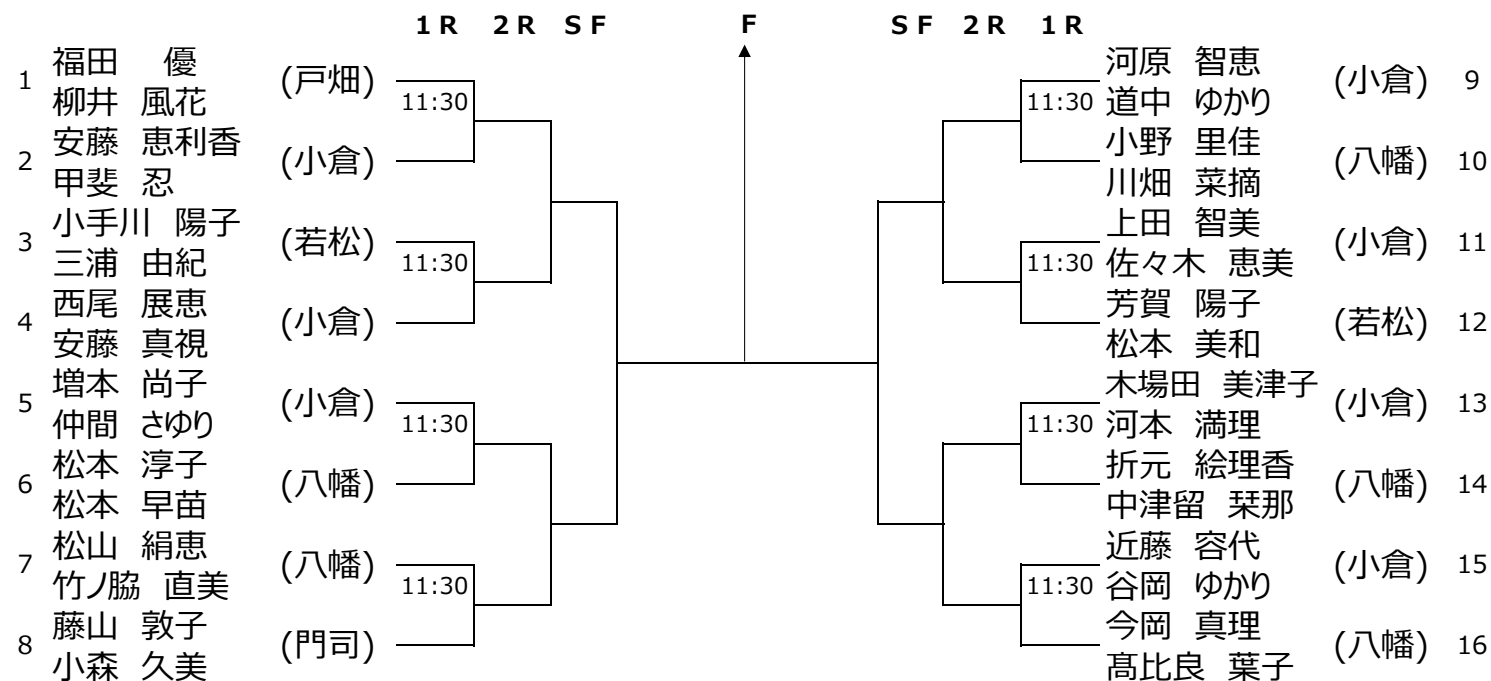 1R 2R SF F SF 2R 1R
1 福田 優 (戸畑)
柳井 風花
11:30
2 安藤 恵利香 (小倉)
甲斐 忍
3 小手川 陽子 (若松)
三浦 由紀
11:30
4 西尾 展恵 (小倉)
安藤 真視
5 増本 尚子 (小倉)
仲間 さゆり
11:30
6 松本 淳子 (八幡)
松本 早苗
7 松山 絹恵 (八幡)
竹ノ脇 直美
11:30
8 藤山 敦子 (門司)
小森 久美
河原 智恵 (小倉) 9
道中 ゆかり
11:30
小野 里佳 (八幡) 10
川畑 菜摘
上田 智美 (小倉) 11
佐々木 恵美
11:30
芳賀 陽子 (若松) 12
松本 美和
木場田 美津子 (小倉) 13
河本 満理
11:30
折元 絵理香 (八幡) 14
中津留 栞那
近藤 容代 (小倉) 15
谷岡 ゆかり
11:30
今岡 真理 (八幡) 16
髙比良 葉子